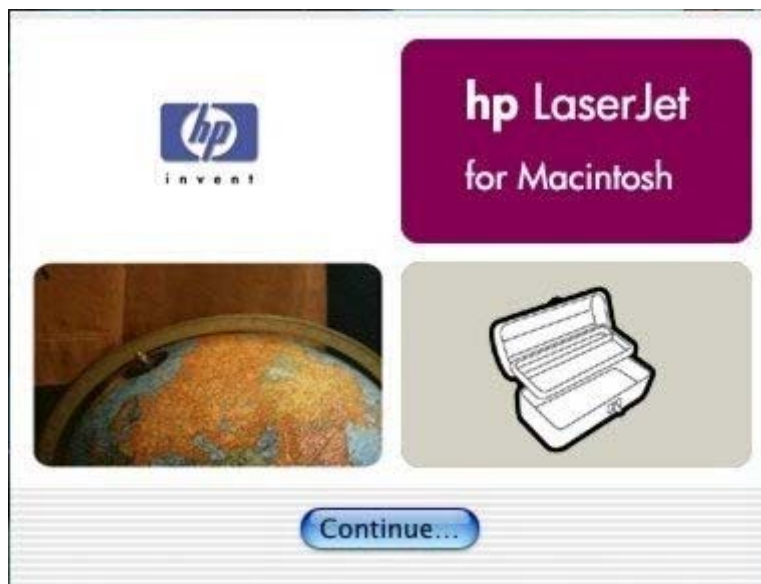 hp
invent
hp LaserJet
for Macintosh
Continue...